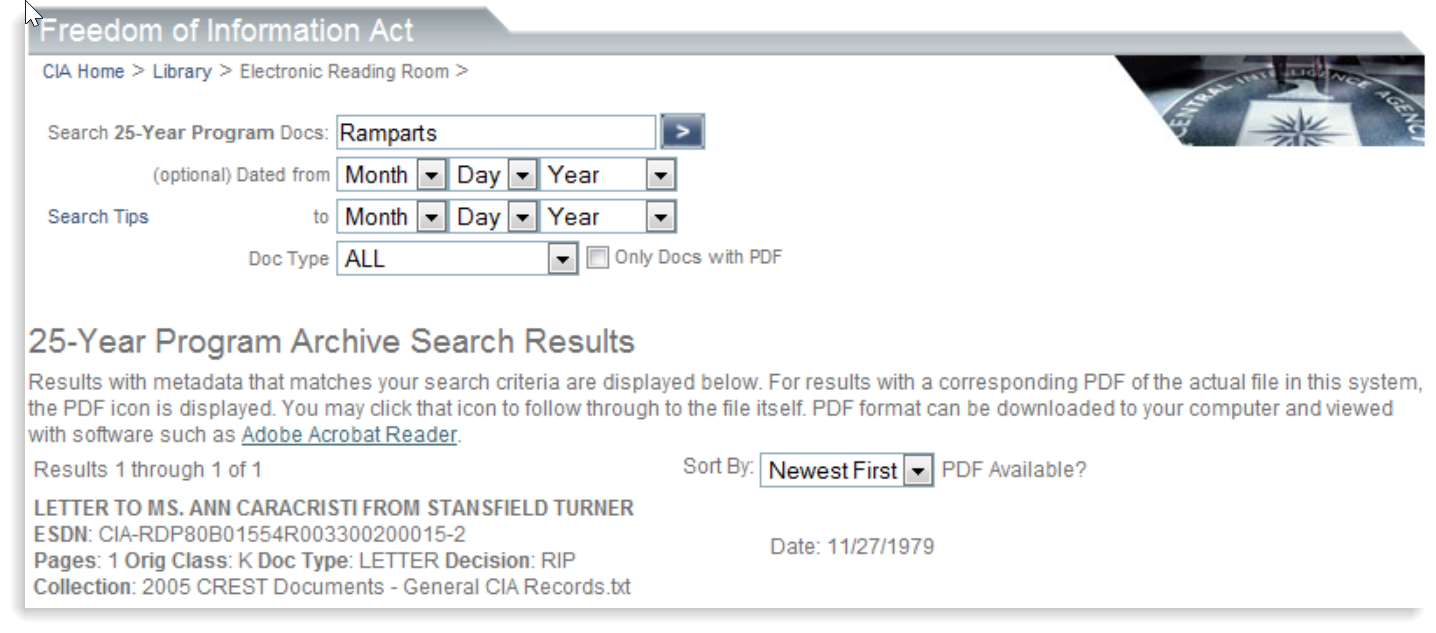 Freedom of Information Act
CIA Home > Library > Electronic Reading Room >
CENTRAL INTELLIGENCE AGENCY
Search 25-Year Program Docs: Ramparts >
(optional) Dated from Month Day Year
Search Tips to Month Day Year
Doc Type ALL Only Docs with PDF
25-Year Program Archive Search Results
Results with metadata that matches your search criteria are displayed below. For results with a corresponding PDF of the actual file in this system,
the PDF icon is displayed. You may click that icon to follow through to the file itself. PDF format can be downloaded to your computer and viewed
with software such as Adobe Acrobat Reader.
Results 1 through 1 of 1 Sort By: Newest First PDF Available?
LETTER TO MS. ANN CARACRISTI FROM STANSFIELD TURNER
ESDN: CIA-RDP80B01554R003300200015-2
Date: 11/27/1979
Pages: 1 Orig Class: K Doc Type: LETTER Decision: RIP
Collection: 2005 CREST Documents - General CIA Records.txt